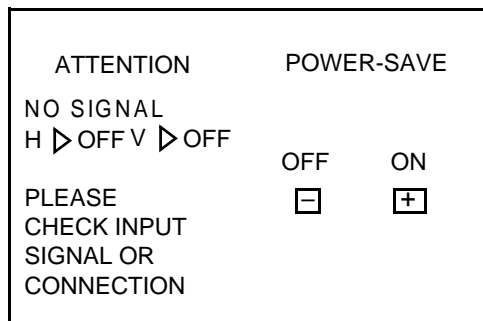 ATTENTION
NO SIGNAL
H ▷ OFF V ▷ OFF
PLEASE
CHECK INPUT
SIGNAL OR
CONNECTION
POWER-SAVE
OFF ON
− +